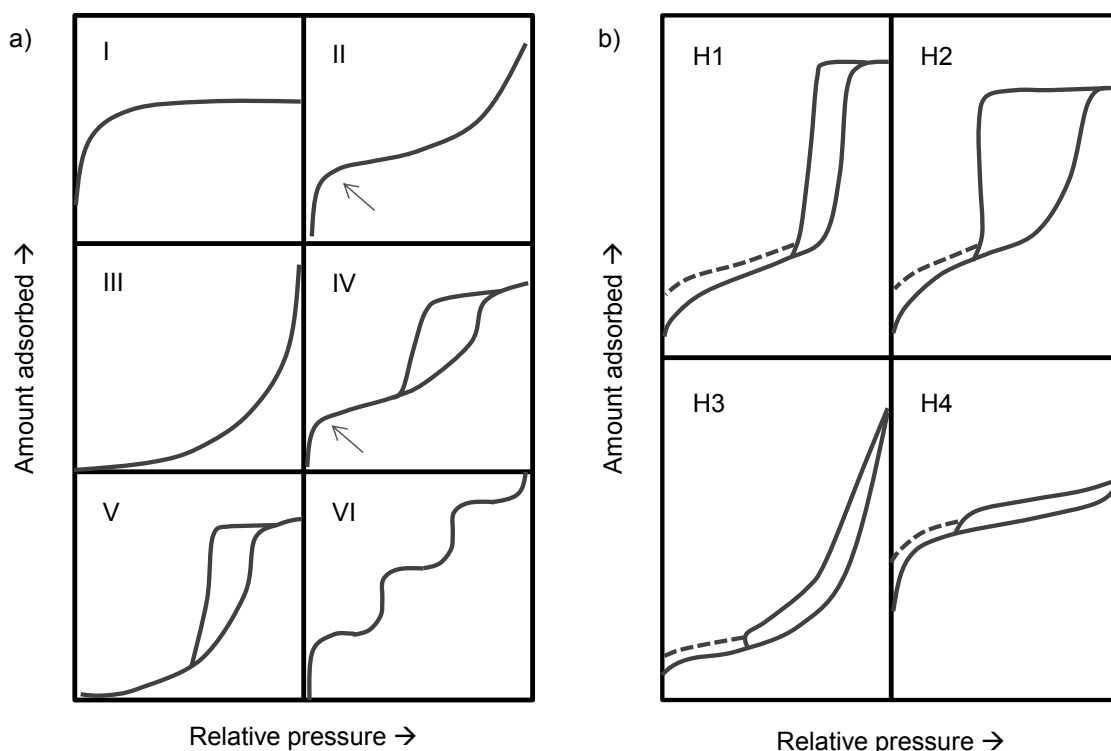 a)
I
II
III
IV
V
VI
Amount adsorbed →
Relative pressure →
b)
H1
H2
H3
H4
Amount adsorbed →
Relative pressure →